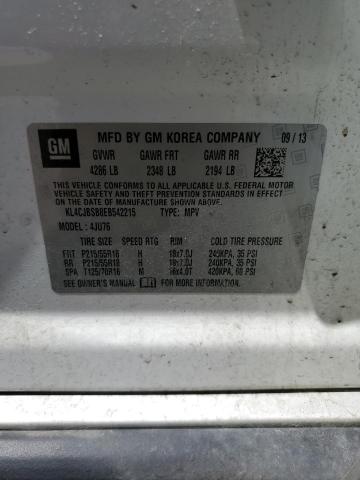 GM
MFD BY GM KOREA COMPANY 09/13
GVWR GAWR FRT GAWR RR
4286 LB 2348 LB 2194 LB
THIS VEHICLE CONFORMS TO ALL APPLICABLE U.S. FEDERAL MOTOR
VEHICLE SAFETY AND THEFT PREVENTION STANDARDS IN EFFECT ON
THE DATE OF MANUFACTURE SHOWN ABOVE.
KL4CJBSB8EB542215 TYPE: MPV
MODEL : 4JU76
TIRE SIZE SPEED RTG RIM COLD TIRE PRESSURE
FRT P215/55R18 H 18x7.0J 240KPA, 35 PSI
RR P215/55R18 H 18x7.0J 240KPA, 35 PSI
SPA T125/70R16 M 16x4.0T 420KPA, 60 PSI
SEE OWNER'S MANUAL FOR ADDITIONAL INFORMATION.